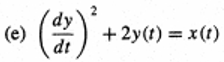 (e) (dy/dt)² + 2y(t) = x(t)